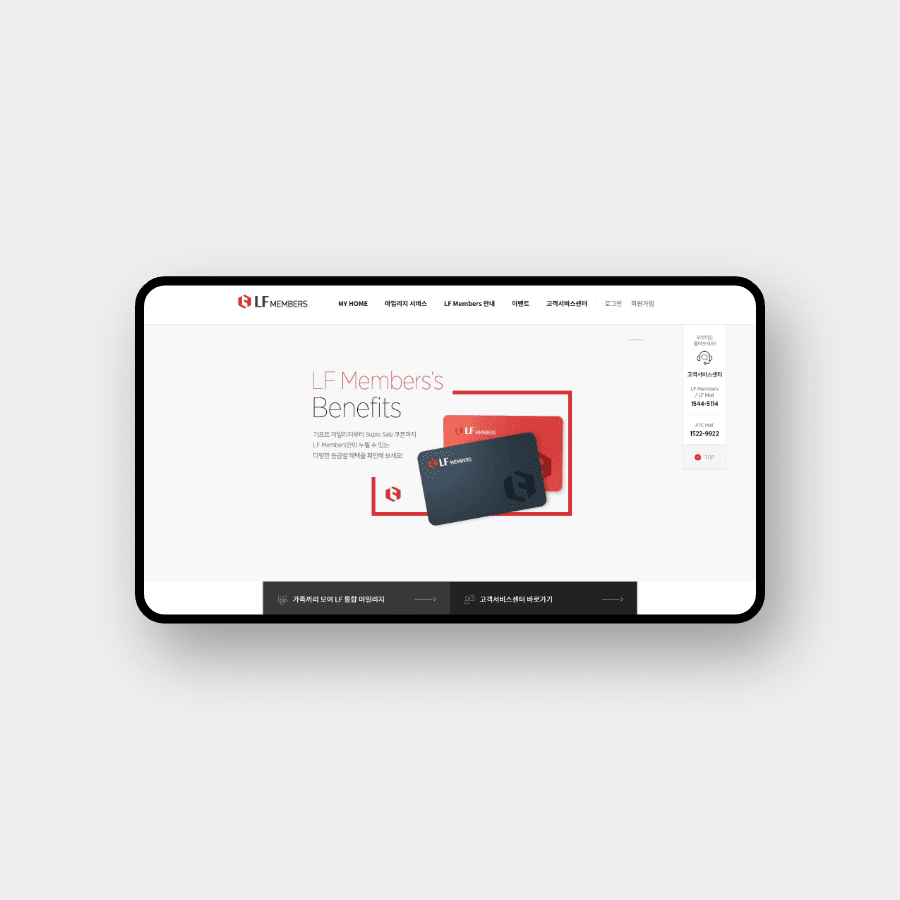 LF MEMBERS
MY HOME 마일리지 서비스 LF Members 안내 이벤트 고객서비스센터 로그인 회원가입
LF Members's
Benefits
기프트 마일리지부터 Supre Sale 쿠폰까지
LF Members만이 누릴 수 있는
다양한 등급별 혜택을 확인해 보세요!
LF MEMBERS
LF MEMBERS
무엇이든
물어보세요!
고객서비스센터
LF Members
/ LF Mall
1544-5114
ATC Mall
1522-9922
TOP
가족끼리 모여 LF 통합 마일리지
고객서비스센터 바로가기